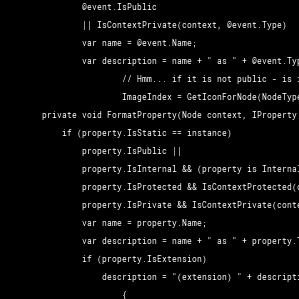 @event.IsPublic
|| IsContextPrivate(context, @event.Type)
var name = @event.Name;
var description = name + " as " + @event.Typ
// Hmm... if it is not public - is i
ImageIndex = GetIconForNode(NodeType
private void FormatProperty(Node context, IProperty
if (property.IsStatic == instance)
property.IsPublic ||
property.IsInternal && (property is Internal
property.IsProtected && IsContextProtected(c
property.IsPrivate && IsContextPrivate(conte
var name = property.Name;
var description = name + " as " + property.T
if (property.IsExtension)
description = "(extension) " + descripti
{